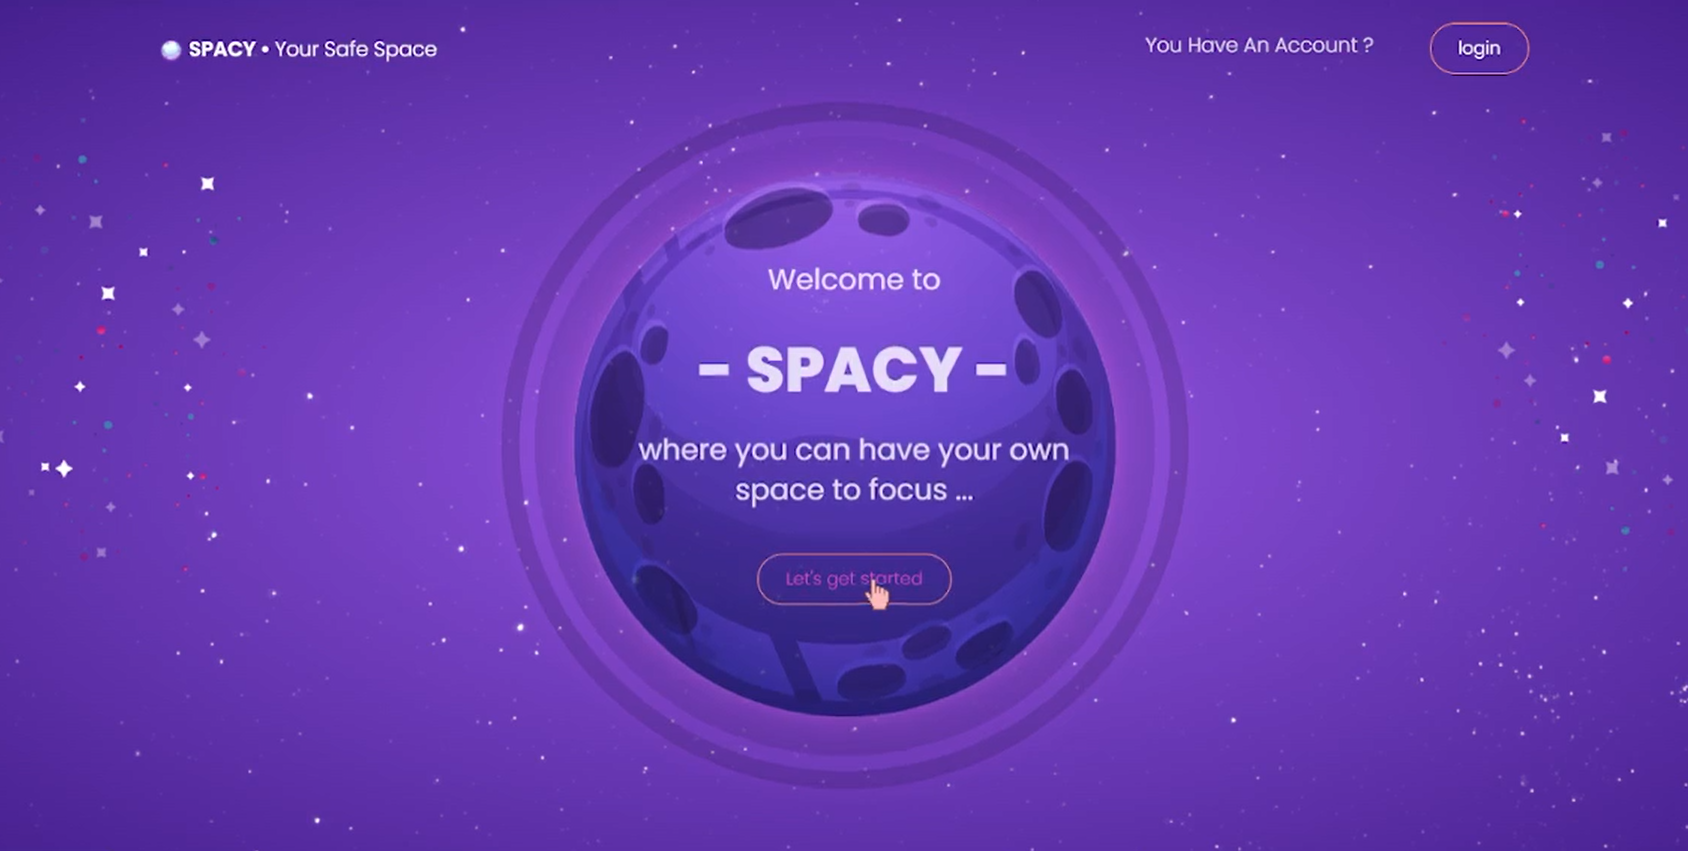 SPACY • Your Safe Space
You Have An Account ?
login
Welcome to
– SPACY –
where you can have your own
space to focus ...
Let's get started